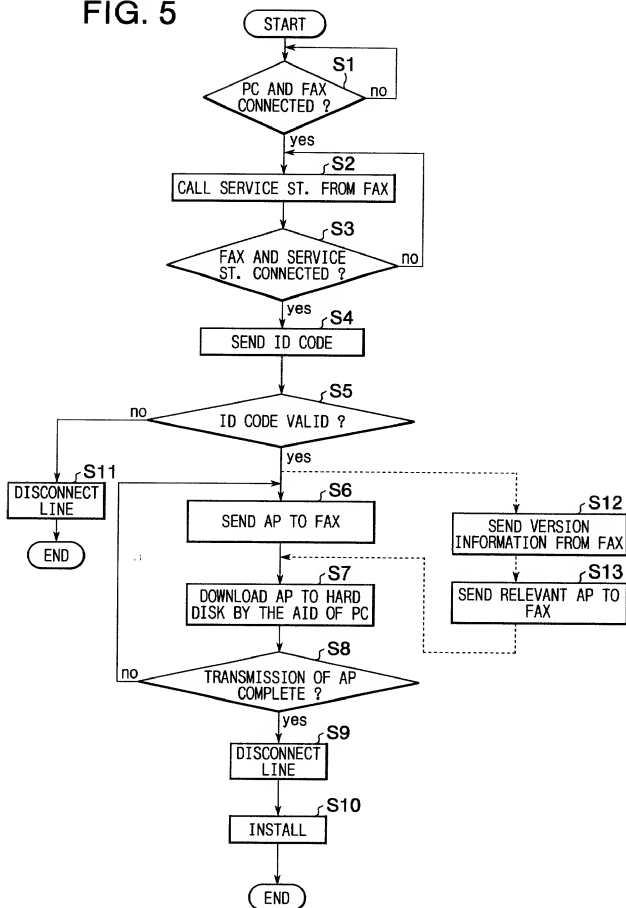 FIG. 5
START
S1
PC AND FAX
CONNECTED ?
no
yes
S2
CALL SERVICE ST. FROM FAX
S3
FAX AND SERVICE
ST. CONNECTED ?
no
yes
S4
SEND ID CODE
S5
no
ID CODE VALID ?
yes
S11
DISCONNECT
LINE
END
S6
SEND AP TO FAX
S12
SEND VERSION
INFORMATION FROM FAX
S7
DOWNLOAD AP TO HARD
DISK BY THE AID OF PC
S13
SEND RELEVANT AP TO
FAX
S8
no
TRANSMISSION OF AP
COMPLETE ?
yes
S9
DISCONNECT
LINE
S10
INSTALL
END